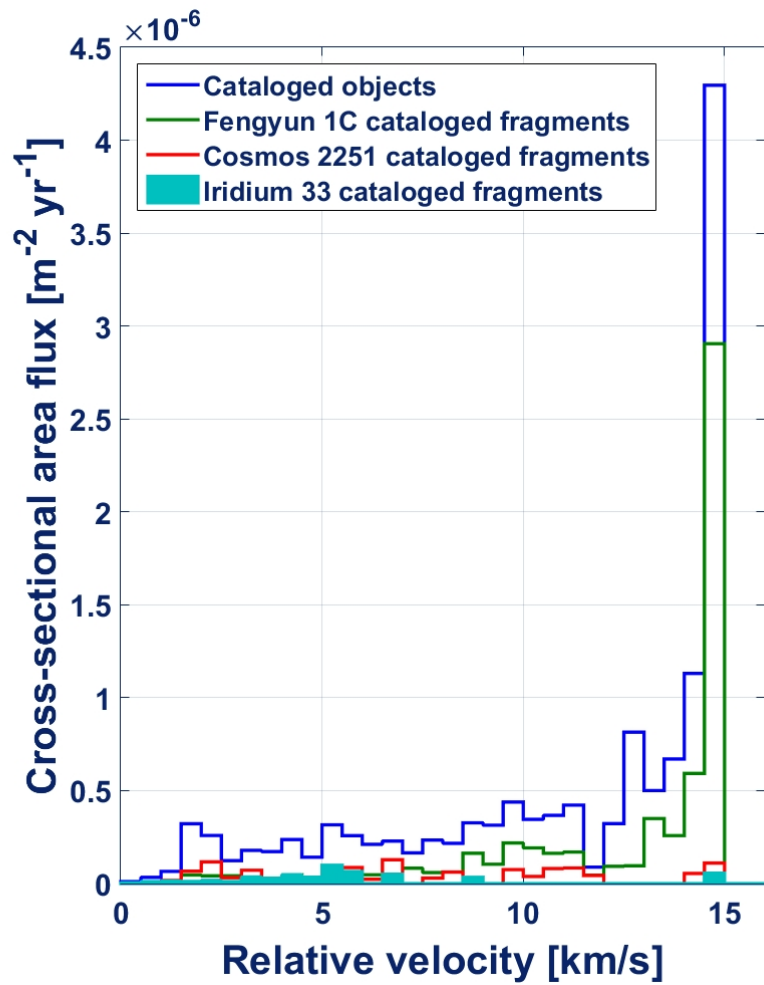 ×10^-6
4.5
4
3.5
3
2.5
2
1.5
1
0.5
0
Cross-sectional area flux [m^-2 yr^-1]
Cataloged objects
Fengyun 1C cataloged fragments
Cosmos 2251 cataloged fragments
Iridium 33 cataloged fragments
0 5 10 15
Relative velocity [km/s]